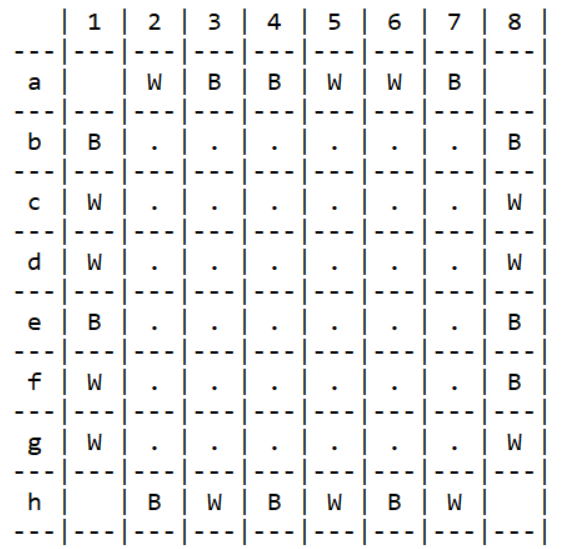 | 1 | 2 | 3 | 4 | 5 | 6 | 7 | 8 |
---|---|---|---|---|---|---|---|---|
a | | W | B | B | W | W | B | |
---|---|---|---|---|---|---|---|---|
b | B | . | . | . | . | . | . | B |
---|---|---|---|---|---|---|---|---|
c | W | . | . | . | . | . | . | W |
---|---|---|---|---|---|---|---|---|
d | W | . | . | . | . | . | . | W |
---|---|---|---|---|---|---|---|---|
e | B | . | . | . | . | . | . | B |
---|---|---|---|---|---|---|---|---|
f | W | . | . | . | . | . | . | B |
---|---|---|---|---|---|---|---|---|
g | W | . | . | . | . | . | . | W |
---|---|---|---|---|---|---|---|---|
h | | B | W | B | W | B | W | |
---|---|---|---|---|---|---|---|---|